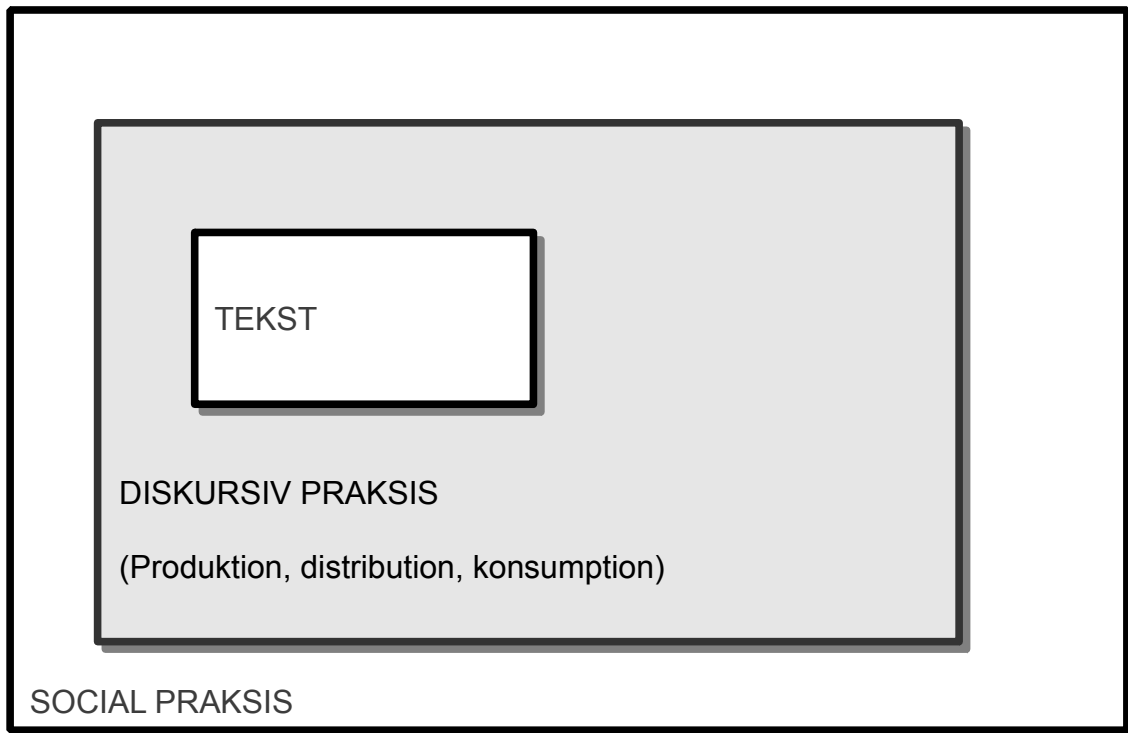 TEKST
DISKURSIV PRAKSIS
(Produktion, distribution, konsumption)
SOCIAL PRAKSIS